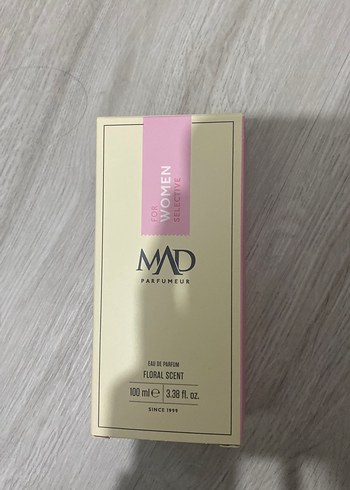 FOR
WOMEN
SELECTIVE
MAD
PARFUMEUR
EAU DE PARFUM
FLORAL SCENT
100 ml ℮ 3.38 fl. oz.
SINCE 1999